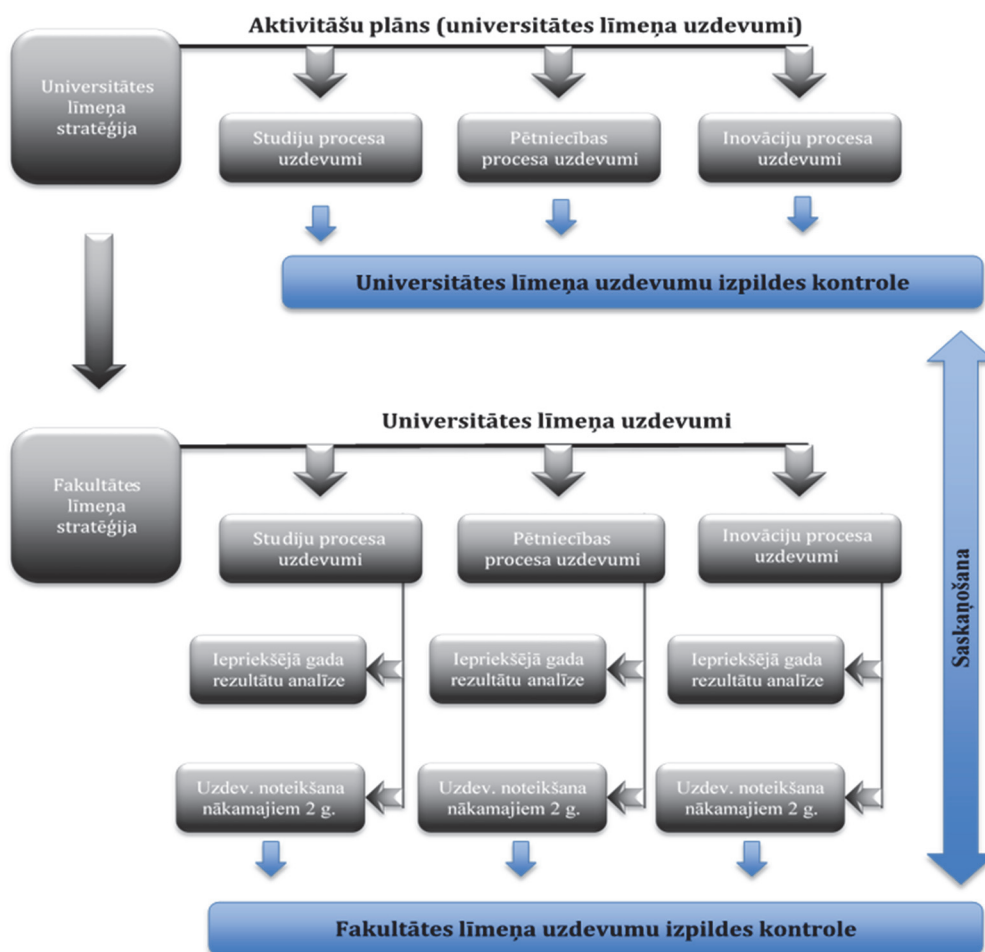 Aktivitāšu plāns (universitātes līmeņa uzdevumi)
Universitātes
līmeņa
stratēģija
Studiju procesa
uzdevumi
Pētniecības
procesa uzdevumi
Inovāciju procesa
uzdevumi
Universitātes līmeņa uzdevumu izpildes kontrole
Universitātes līmeņa uzdevumi
Fakultātes
līmeņa
stratēģija
Studiju procesa
uzdevumi
Pētniecības
procesa uzdevumi
Inovāciju procesa
uzdevumi
Iepriekšējā gada
rezultātu analīze
Iepriekšējā gada
rezultātu analīze
Iepriekšējā gada
rezultātu analīze
Uzdev. noteikšana
nākamajiem 2 g.
Uzdev. noteikšana
nākamajiem 2 g.
Uzdev. noteikšana
nākamajiem 2 g.
Saskaņošana
Fakultātes līmeņa uzdevumu izpildes kontrole